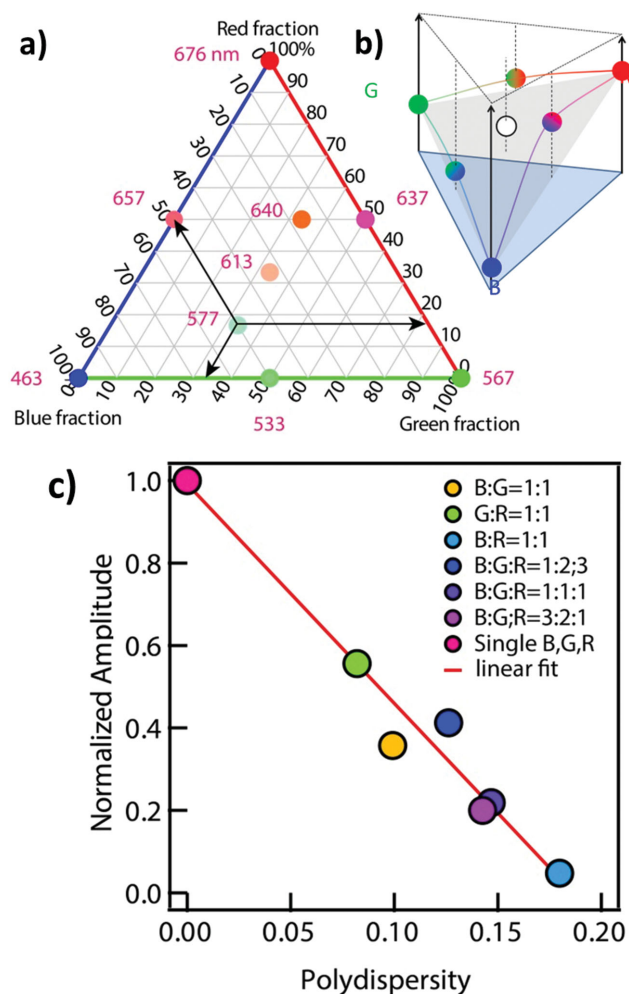 a)
Red fraction
676 nm
0
100%
10
90
20
80
30
70
40
60
657
50
640
50
637
60
40
613
70
30
577
80
20
90
10
100
0
463
567
0 10 20 30 40 50 60 70 80 90 100
Blue fraction
533
Green fraction
b)
G
B
c)
Normalized Amplitude
1.0
0.8
0.6
0.4
0.2
0.0
B:G=1:1
G:R=1:1
B:R=1:1
B:G:R=1:2;3
B:G:R=1:1:1
B:G;R=3:2:1
Single B,G,R
linear fit
0.00 0.05 0.10 0.15 0.20
Polydispersity